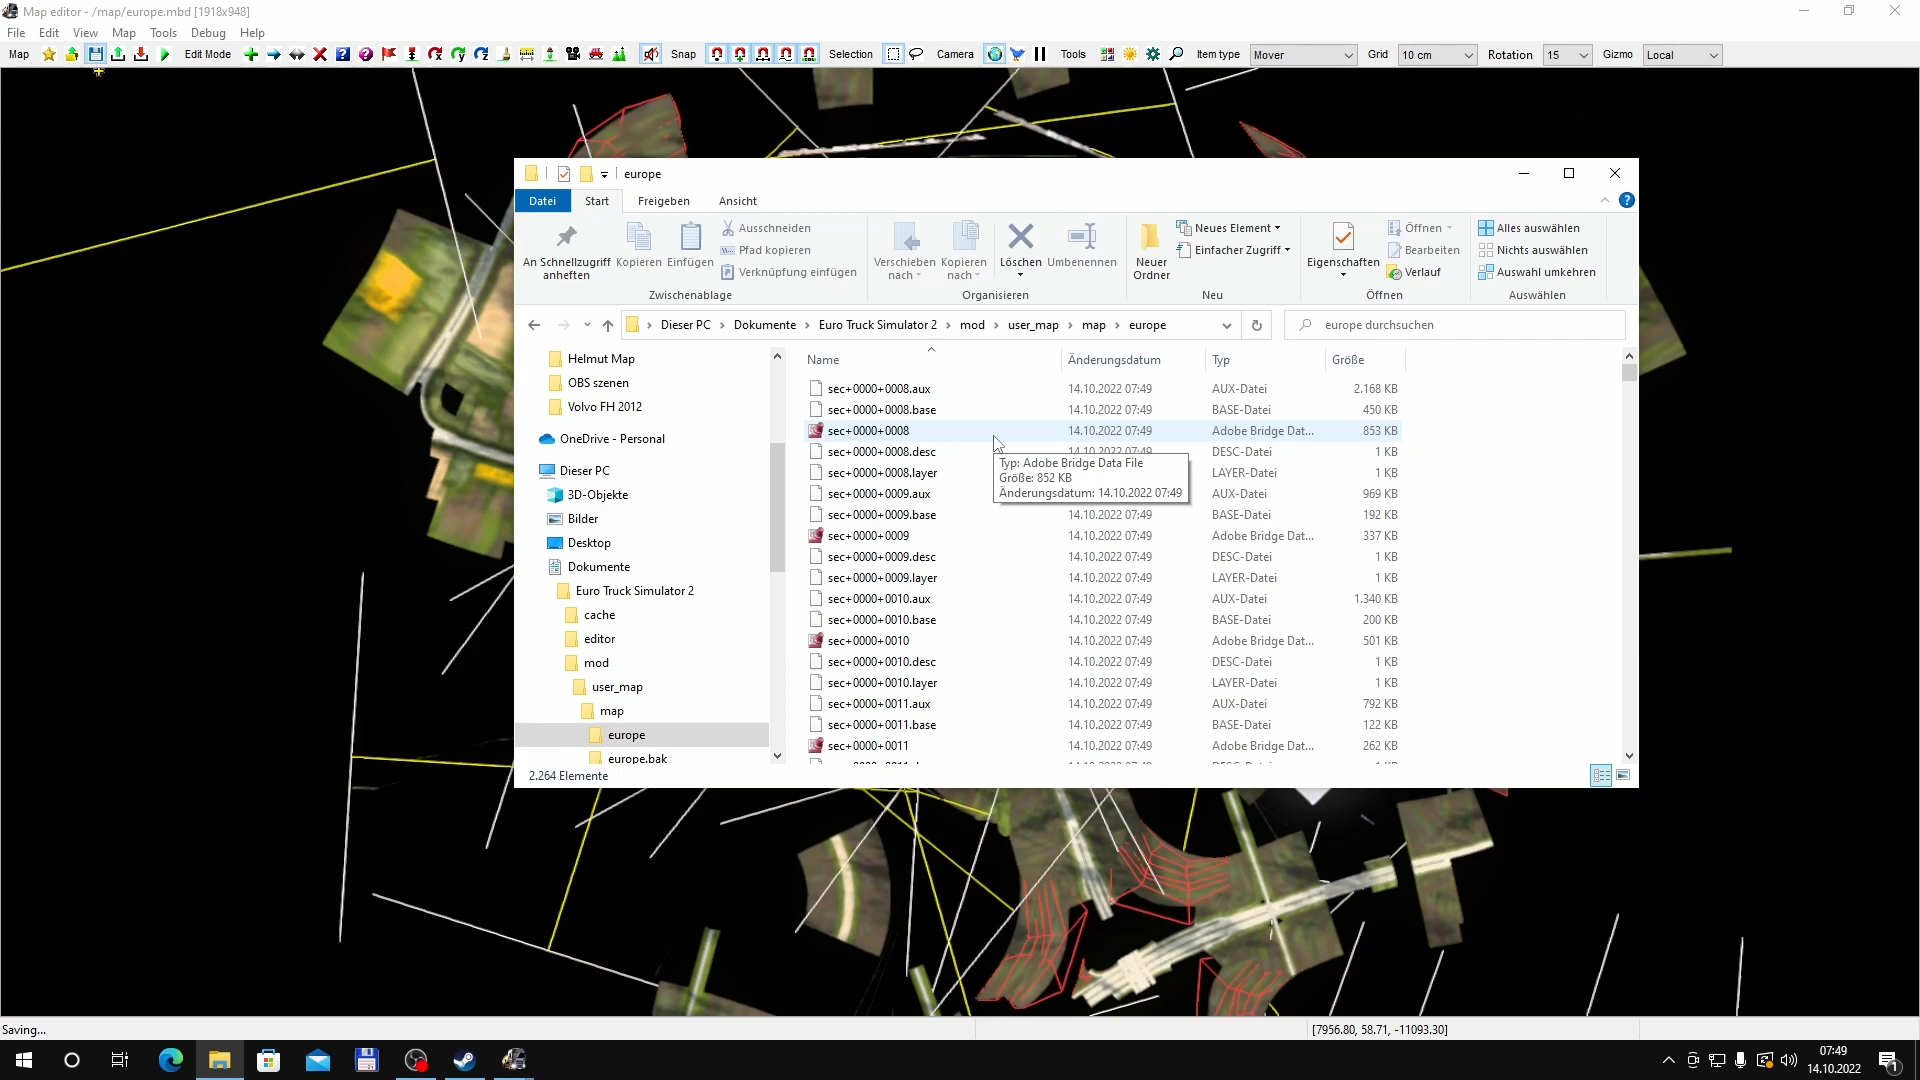 Map editor - /map/europe.mbd [1918x948]
File Edit View Map Tools Debug Help
Map Edit Mode Snap Selection Camera Tools Item type Mover Grid 10 cm Rotation 15 Gizmo Local
europe
Datei Start Freigeben Ansicht
An Schnellzugriff anheften
Kopieren
Einfügen
Ausschneiden
Pfad kopieren
Verknüpfung einfügen
Verschieben nach
Kopieren nach
Löschen
Umbenennen
Neuer Ordner
Neues Element
Einfacher Zugriff
Eigenschaften
Öffnen
Bearbeiten
Verlauf
Alles auswählen
Nichts auswählen
Auswahl umkehren
Zwischenablage Organisieren Neu Öffnen Auswählen
Dieser PC Dokumente Euro Truck Simulator 2 mod user_map map europe
europe durchsuchen
Helmut Map
OBS szenen
Volvo FH 2012
OneDrive - Personal
Dieser PC
3D-Objekte
Bilder
Desktop
Dokumente
Euro Truck Simulator 2
cache
editor
mod
user_map
map
europe
europe.bak
Name Änderungsdatum Typ Größe
sec+0000+0008.aux 14.10.2022 07:49 AUX-Datei 2.168 KB
sec+0000+0008.base 14.10.2022 07:49 BASE-Datei 450 KB
sec+0000+0008 14.10.2022 07:49 Adobe Bridge Dat... 853 KB
sec+0000+0008.desc 14.10.2022 07:49 DESC-Datei 1 KB
sec+0000+0008.layer LAYER-Datei 1 KB
sec+0000+0009.aux AUX-Datei 969 KB
sec+0000+0009.base 14.10.2022 07:49 BASE-Datei 192 KB
sec+0000+0009 14.10.2022 07:49 Adobe Bridge Dat... 337 KB
sec+0000+0009.desc 14.10.2022 07:49 DESC-Datei 1 KB
sec+0000+0009.layer 14.10.2022 07:49 LAYER-Datei 1 KB
sec+0000+0010.aux 14.10.2022 07:49 AUX-Datei 1.340 KB
sec+0000+0010.base 14.10.2022 07:49 BASE-Datei 200 KB
sec+0000+0010 14.10.2022 07:49 Adobe Bridge Dat... 501 KB
sec+0000+0010.desc 14.10.2022 07:49 DESC-Datei 1 KB
sec+0000+0010.layer 14.10.2022 07:49 LAYER-Datei 1 KB
sec+0000+0011.aux 14.10.2022 07:49 AUX-Datei 792 KB
sec+0000+0011.base 14.10.2022 07:49 BASE-Datei 122 KB
sec+0000+0011 14.10.2022 07:49 Adobe Bridge Dat... 262 KB
Typ: Adobe Bridge Data File
Größe: 852 KB
Änderungsdatum: 14.10.2022 07:49
2.264 Elemente
Saving...
[7956.80, 58.71, -11093.30]
07:49
14.10.2022
1